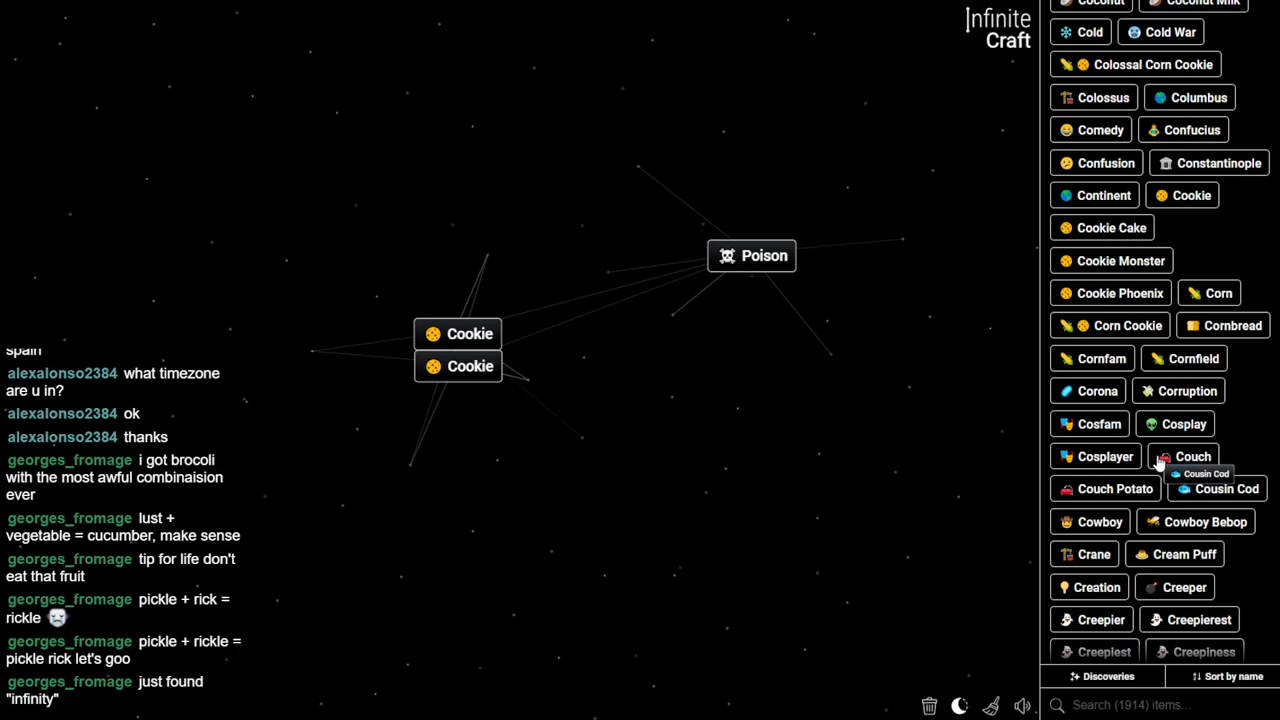 Infinite
Craft
Poison
Cookie
Cookie
spain
alexalonso2384 what timezone
are u in?
alexalonso2384 ok
alexalonso2384 thanks
georges_fromage i got brocoli
with the most awful combinaision
ever
georges_fromage lust +
vegetable = cucumber, make sense
georges_fromage tip for life don't
eat that fruit
georges_fromage pickle + rick =
rickle
georges_fromage pickle + rickle =
pickle rick let's goo
georges_fromage just found
"infinity"
Coconut Coconut Milk
Cold Cold War
Colossal Corn Cookie
Colossus Columbus
Comedy Confucius
Confusion Constantinople
Continent Cookie
Cookie Cake
Cookie Monster
Cookie Phoenix Corn
Corn Cookie Cornbread
Cornfam Cornfield
Corona Corruption
Cosfam Cosplay
Cosplayer Couch
Cousin Cod
Couch Potato Cousin Cod
Cowboy Cowboy Bebop
Crane Cream Puff
Creation Creeper
Creepier Creepierest
Creepiest Creepiness
Discoveries Sort by name
Search (1914) items...